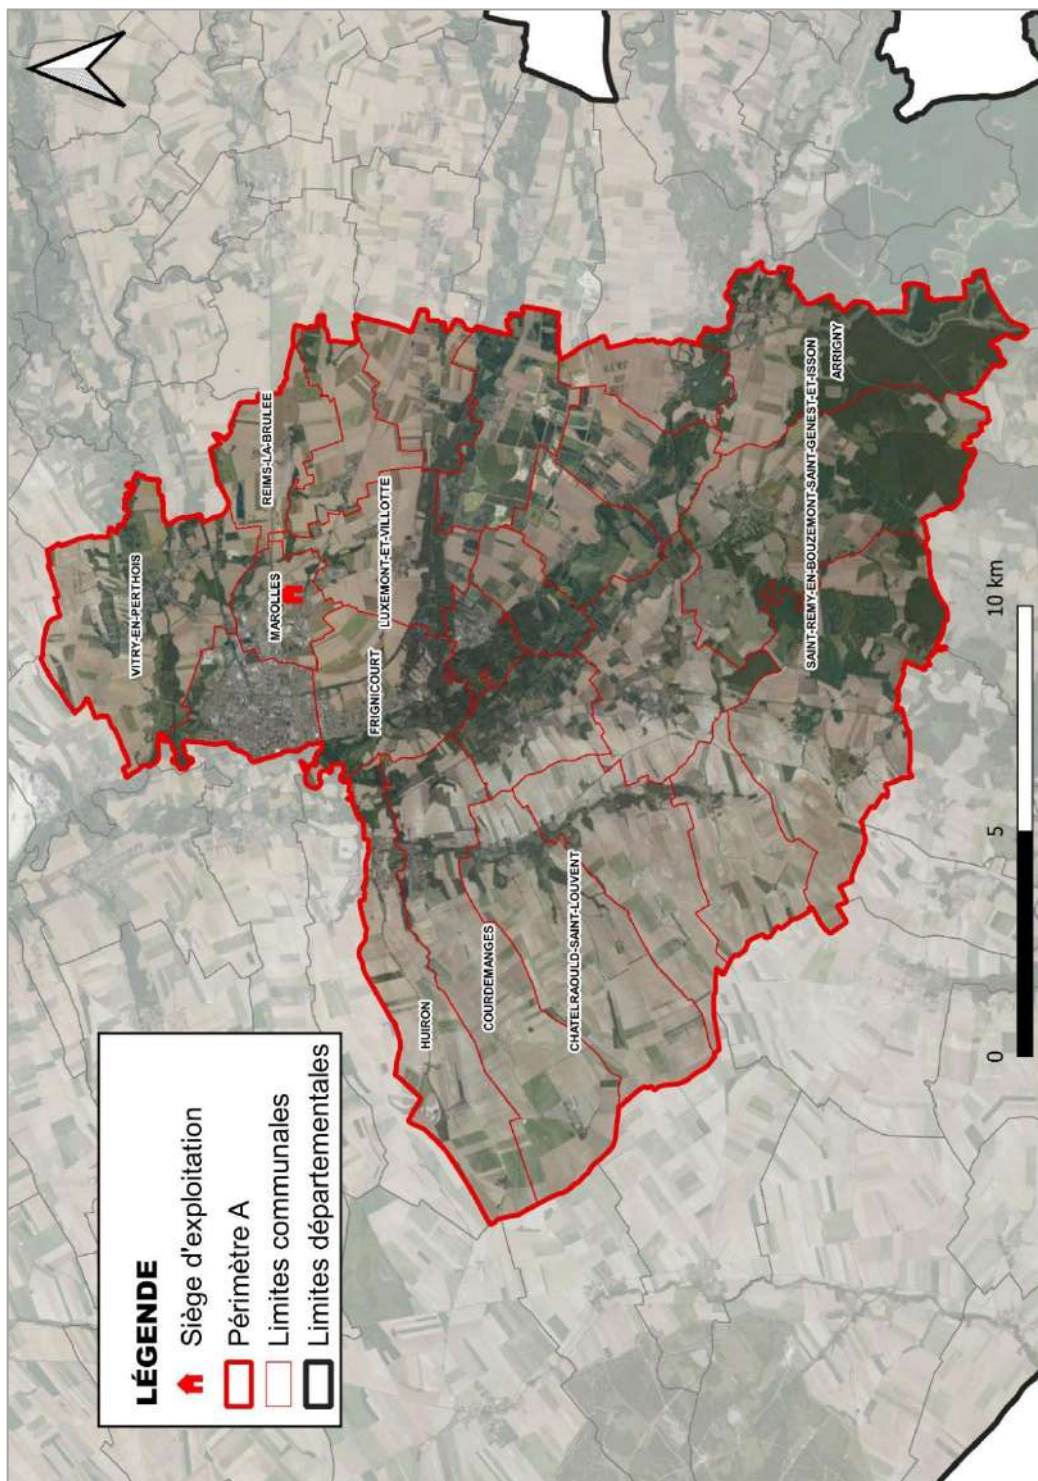 LÉGENDE
Siège d'exploitation
Périmètre A
Limites communales
Limites départementales
VITRY-EN-PERTHOIS
REIMS-LA-BRULEE
MAROLLES
LUXEMONT-ET-VILLOTTE
FRIGNICOURT
HUIRON
COURDEMANGES
CHATELRAOULD-SAINT-LOUVENT
SAINT-REMY-EN-BOUZEMONT-SAINT-GENEST-ET-ISSON
ARRIGNY
0 5 10 km